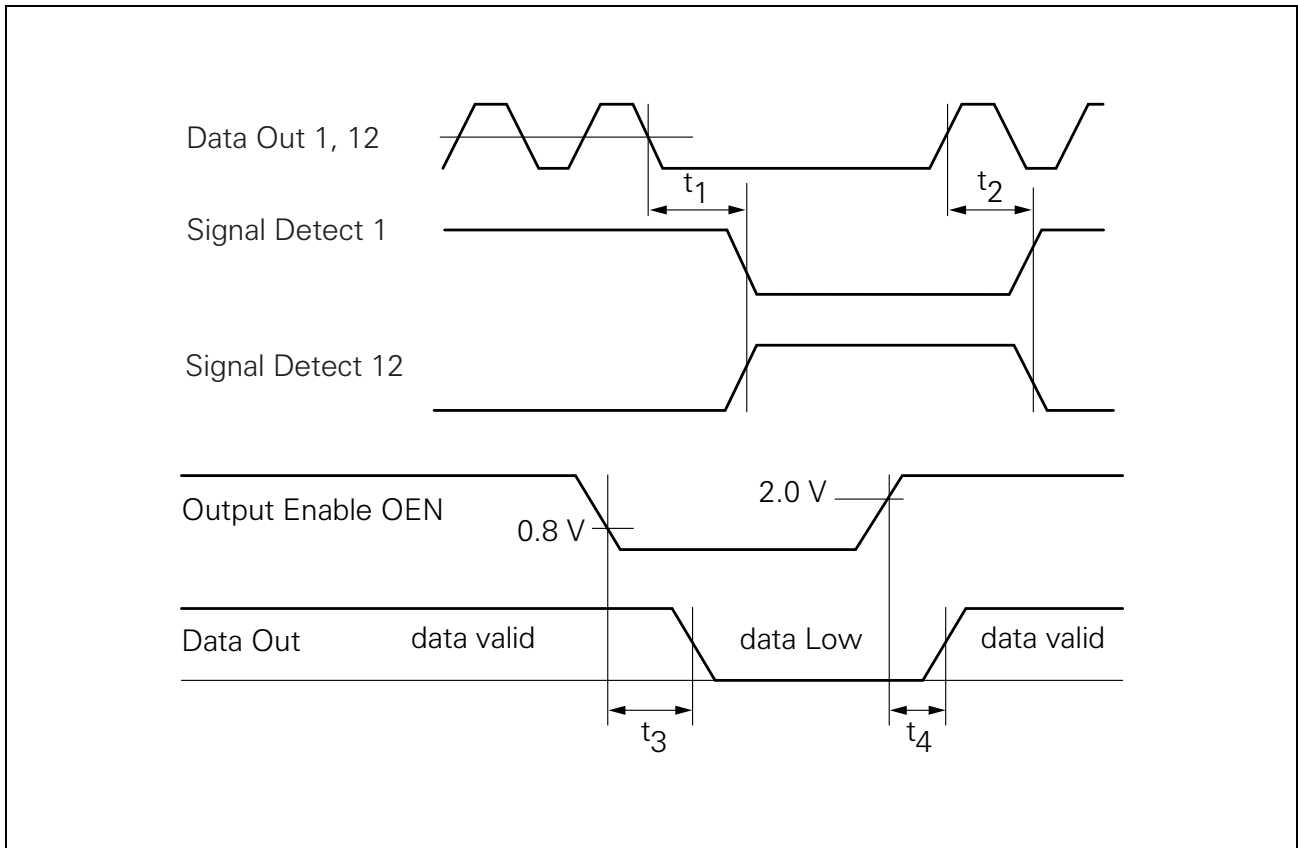 Data Out 1, 12
t1
t2
Signal Detect 1
Signal Detect 12
2.0 V
Output Enable OEN
0.8 V
Data Out
data valid
data Low
data valid
t3
t4